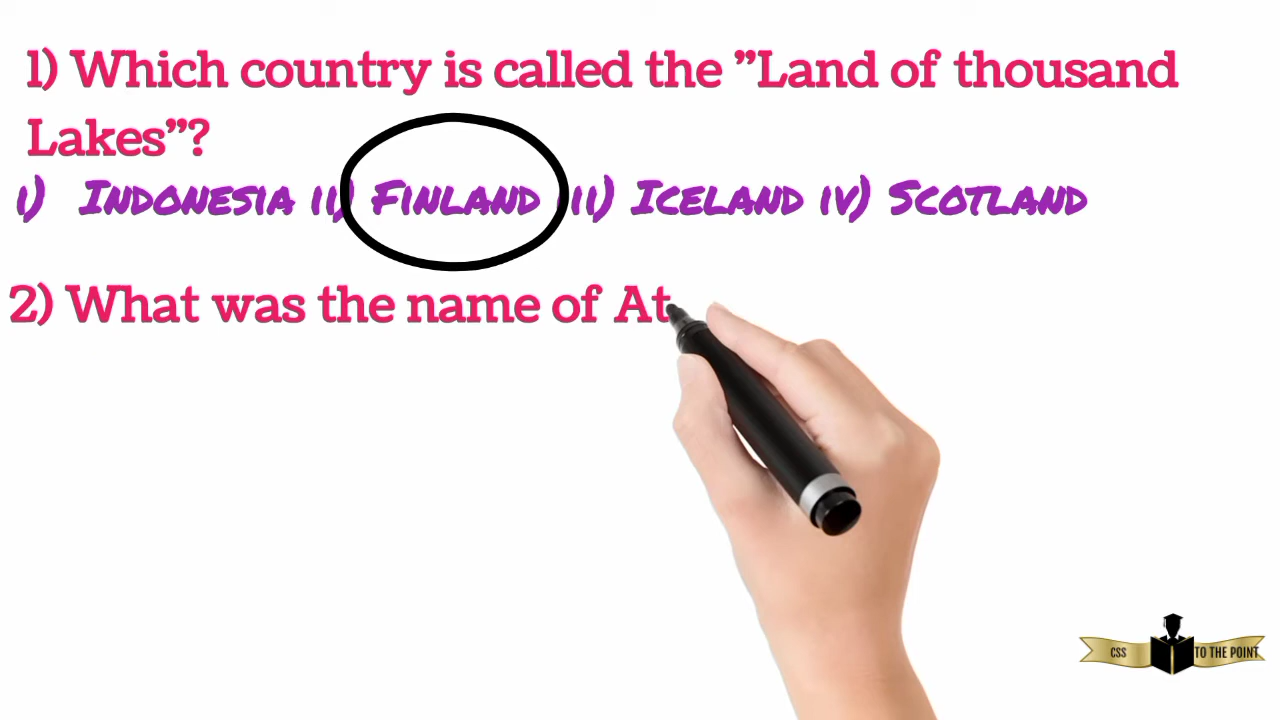 1) Which country is called the ”Land of thousand
Lakes”?
i) Indonesia ii) Finland iii) Iceland iv) Scotland
2) What was the name of At
CSS TO THE POINT